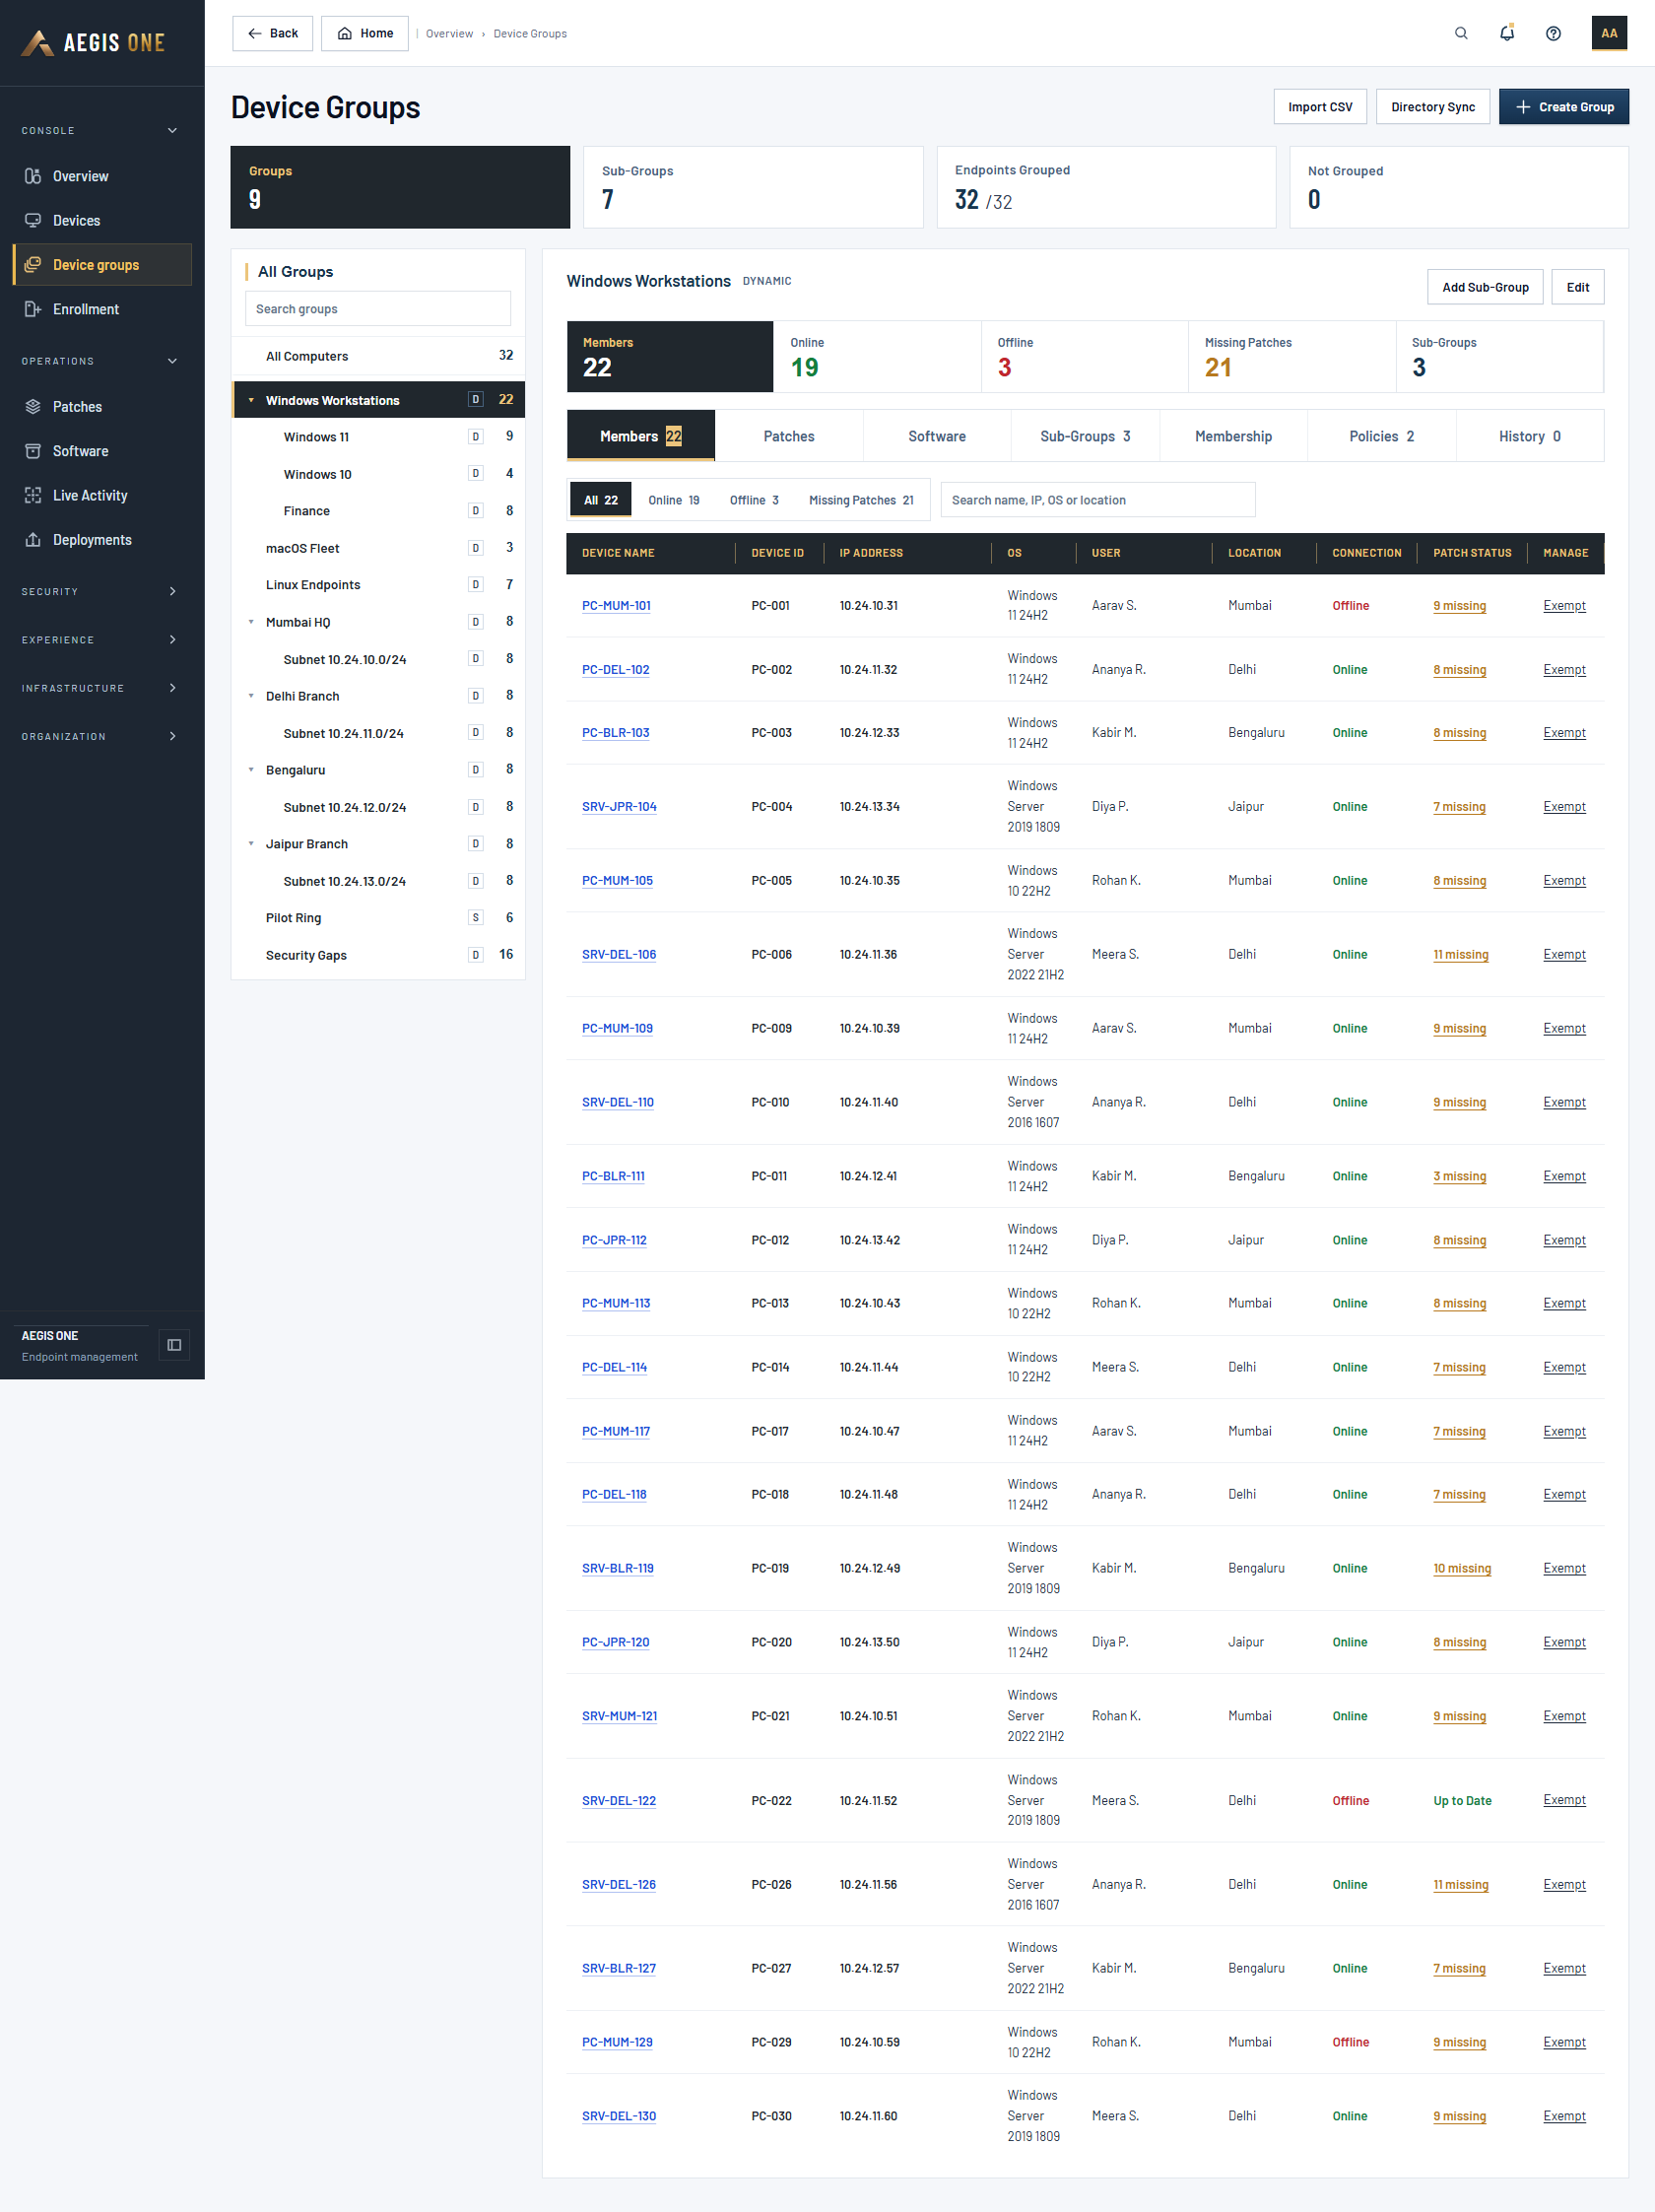 AEGIS ONE
CONSOLE
Overview
Devices
Device groups
Enrollment
OPERATIONS
Patches
Software
Live Activity
Deployments
SECURITY
EXPERIENCE
INFRASTRUCTURE
ORGANIZATION
AEGIS ONE
Endpoint management
Back
Home
| Overview › Device Groups
AA
Device Groups
Import CSV
Directory Sync
Create Group
Groups
9
Sub-Groups
7
Endpoints Grouped
32 /32
Not Grouped
0
All Groups
Search groups
All Computers 32
Windows Workstations D 22
Windows 11 D 9
Windows 10 D 4
Finance D 8
macOS Fleet D 3
Linux Endpoints D 7
Mumbai HQ D 8
Subnet 10.24.10.0/24 D 8
Delhi Branch D 8
Subnet 10.24.11.0/24 D 8
Bengaluru D 8
Subnet 10.24.12.0/24 D 8
Jaipur Branch D 8
Subnet 10.24.13.0/24 D 8
Pilot Ring S 6
Security Gaps D 16
Windows Workstations DYNAMIC
Add Sub-Group
Edit
Members
22
Online
19
Offline
3
Missing Patches
21
Sub-Groups
3
Members 22
Patches
Software
Sub-Groups 3
Membership
Policies 2
History 0
All 22
Online 19
Offline 3
Missing Patches 21
Search name, IP, OS or location
DEVICE NAME DEVICE ID IP ADDRESS OS USER LOCATION CONNECTION PATCH STATUS MANAGE
PC-MUM-101 PC-001 10.24.10.31 Windows 11 24H2 Aarav S. Mumbai Offline 9 missing Exempt
PC-DEL-102 PC-002 10.24.11.32 Windows 11 24H2 Ananya R. Delhi Online 8 missing Exempt
PC-BLR-103 PC-003 10.24.12.33 Windows 11 24H2 Kabir M. Bengaluru Online 8 missing Exempt
SRV-JPR-104 PC-004 10.24.13.34 Windows Server 2019 1809 Diya P. Jaipur Online 7 missing Exempt
PC-MUM-105 PC-005 10.24.10.35 Windows 10 22H2 Rohan K. Mumbai Online 8 missing Exempt
SRV-DEL-106 PC-006 10.24.11.36 Windows Server 2022 21H2 Meera S. Delhi Online 11 missing Exempt
PC-MUM-109 PC-009 10.24.10.39 Windows 11 24H2 Aarav S. Mumbai Online 9 missing Exempt
SRV-DEL-110 PC-010 10.24.11.40 Windows Server 2016 1607 Ananya R. Delhi Online 9 missing Exempt
PC-BLR-111 PC-011 10.24.12.41 Windows 11 24H2 Kabir M. Bengaluru Online 3 missing Exempt
PC-JPR-112 PC-012 10.24.13.42 Windows 11 24H2 Diya P. Jaipur Online 8 missing Exempt
PC-MUM-113 PC-013 10.24.10.43 Windows 10 22H2 Rohan K. Mumbai Online 8 missing Exempt
PC-DEL-114 PC-014 10.24.11.44 Windows 10 22H2 Meera S. Delhi Online 7 missing Exempt
PC-MUM-117 PC-017 10.24.10.47 Windows 11 24H2 Aarav S. Mumbai Online 7 missing Exempt
PC-DEL-118 PC-018 10.24.11.48 Windows 11 24H2 Ananya R. Delhi Online 7 missing Exempt
SRV-BLR-119 PC-019 10.24.12.49 Windows Server 2019 1809 Kabir M. Bengaluru Online 10 missing Exempt
PC-JPR-120 PC-020 10.24.13.50 Windows 11 24H2 Diya P. Jaipur Online 8 missing Exempt
SRV-MUM-121 PC-021 10.24.10.51 Windows Server 2022 21H2 Rohan K. Mumbai Online 9 missing Exempt
SRV-DEL-122 PC-022 10.24.11.52 Windows Server 2019 1809 Meera S. Delhi Offline Up to Date Exempt
SRV-DEL-126 PC-026 10.24.11.56 Windows Server 2016 1607 Ananya R. Delhi Online 11 missing Exempt
SRV-BLR-127 PC-027 10.24.12.57 Windows Server 2022 21H2 Kabir M. Bengaluru Online 7 missing Exempt
PC-MUM-129 PC-029 10.24.10.59 Windows 10 22H2 Rohan K. Mumbai Offline 9 missing Exempt
SRV-DEL-130 PC-030 10.24.11.60 Windows Server 2019 1809 Meera S. Delhi Online 9 missing Exempt